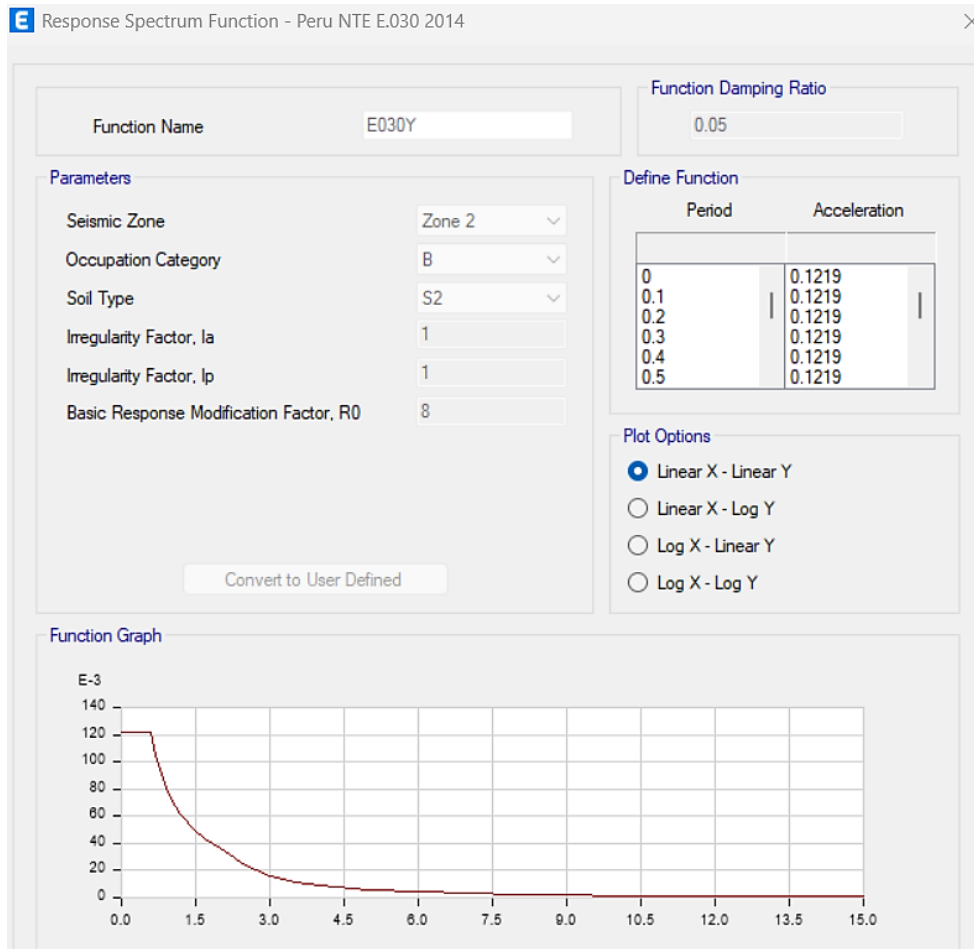 E Response Spectrum Function - Peru NTE E.030 2014
Function Name E030Y
Function Damping Ratio
0.05
Parameters
Seismic Zone Zone 2
Occupation Category B
Soil Type S2
Irregularity Factor, Ia 1
Irregularity Factor, Ip 1
Basic Response Modification Factor, R0 8
Convert to User Defined
Define Function
Period Acceleration
0 0.1219
0.1 0.1219
0.2 0.1219
0.3 0.1219
0.4 0.1219
0.5 0.1219
Plot Options
Linear X - Linear Y
Linear X - Log Y
Log X - Linear Y
Log X - Log Y
Function Graph
E-3
140
120
100
80
60
40
20
0
0.0 1.5 3.0 4.5 6.0 7.5 9.0 10.5 12.0 13.5 15.0